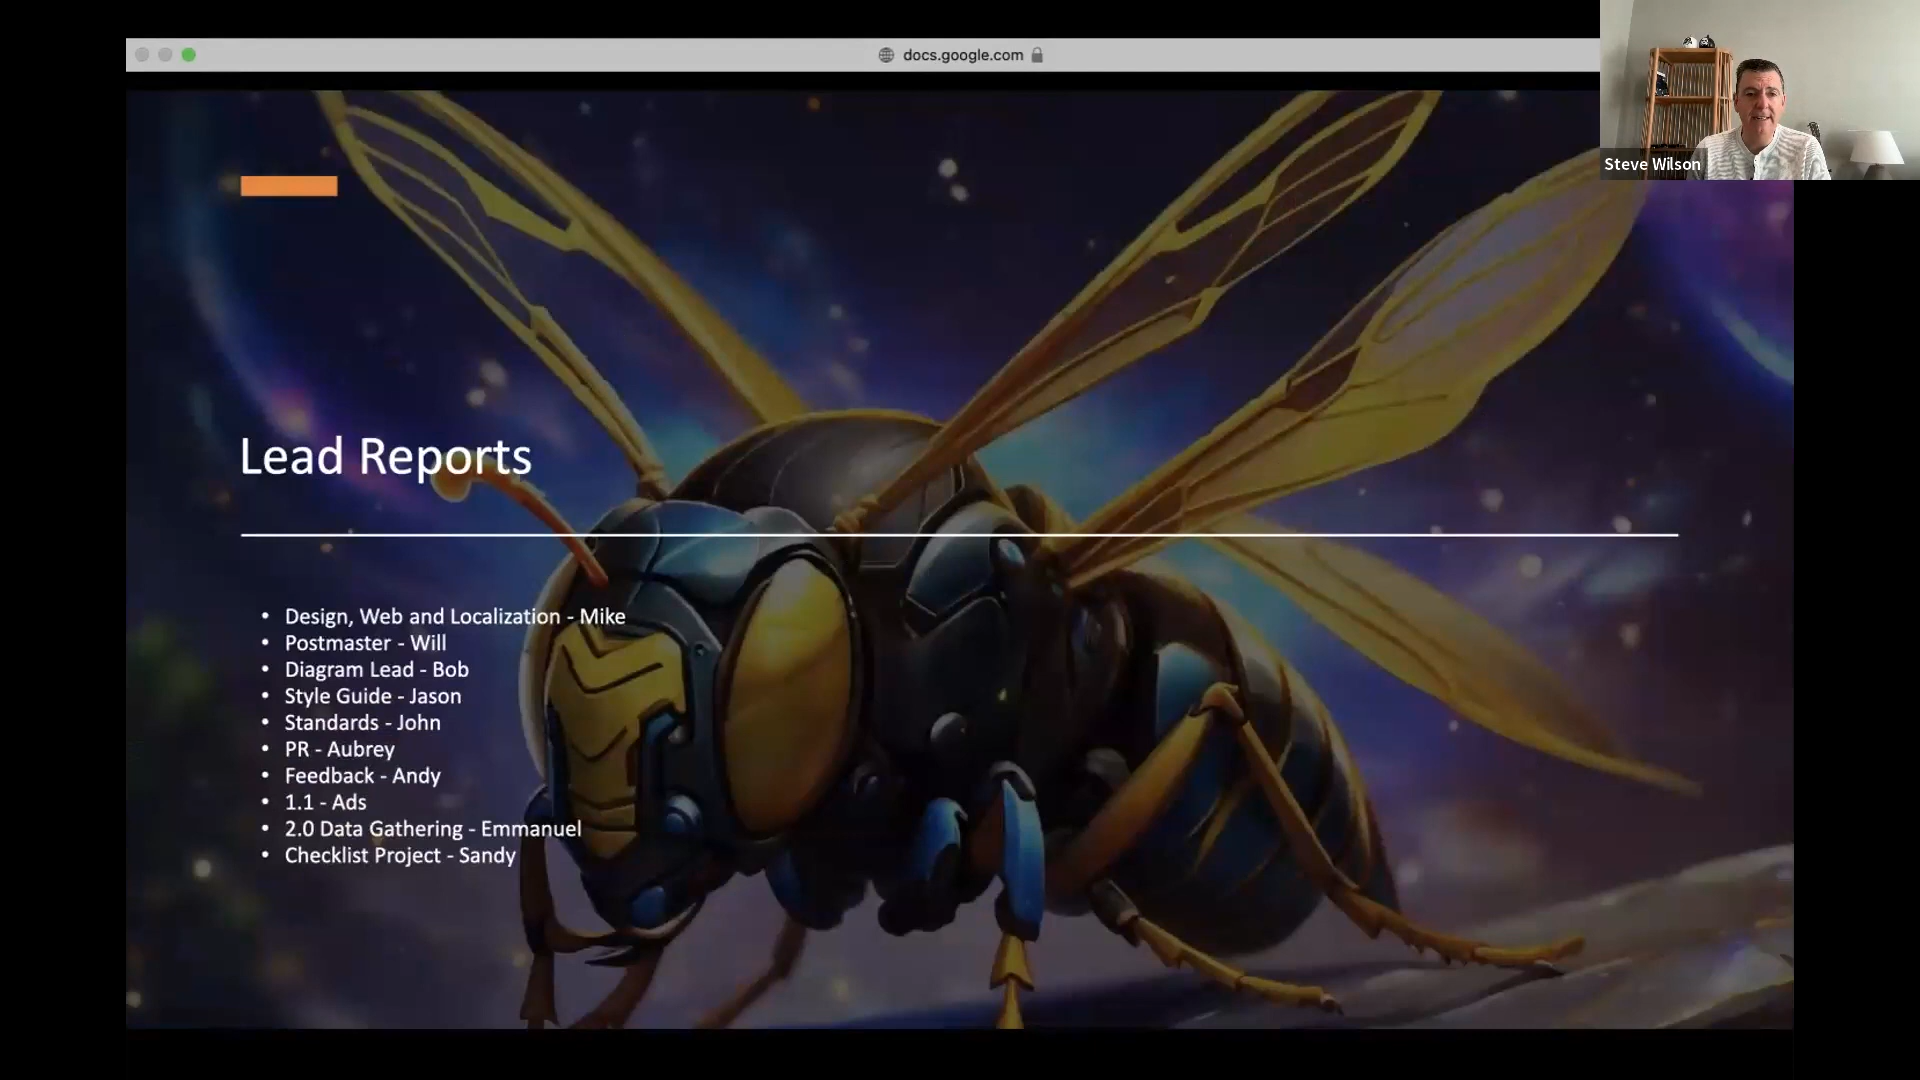 docs.google.com
Steve Wilson
Lead Reports
• Design, Web and Localization - Mike
• Postmaster - Will
• Diagram Lead - Bob
• Style Guide - Jason
• Standards - John
• PR - Aubrey
• Feedback - Andy
• 1.1 - Ads
• 2.0 Data Gathering - Emmanuel
• Checklist Project - Sandy